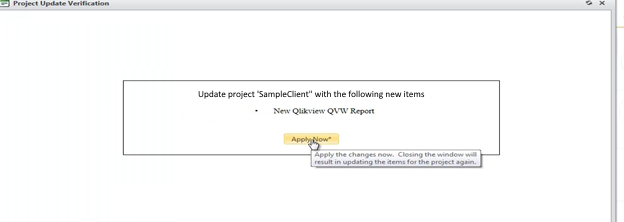 Project Update Verification
Update project 'SampleClient" with the following new items
• New Qlikview QVW Report
Apply Now*
Apply the changes now. Closing the window will
result in updating the items for the project again.